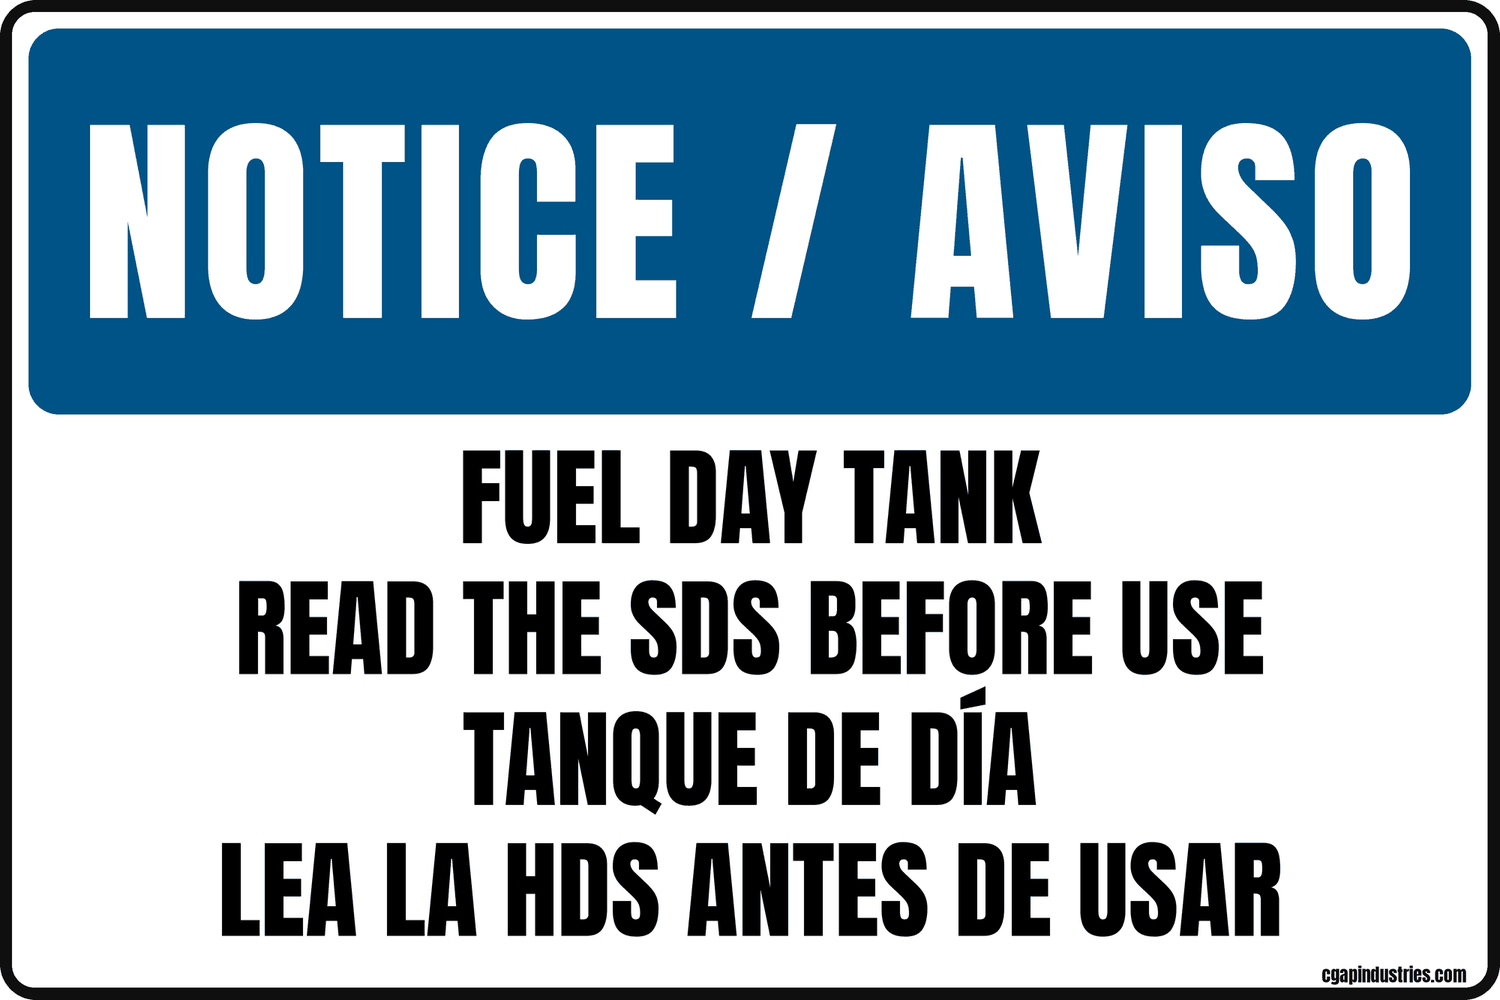 NOTICE / AVISO
FUEL DAY TANK
READ THE SDS BEFORE USE
TANQUE DE DÍA
LEA LA HDS ANTES DE USAR
cgapindustries.com